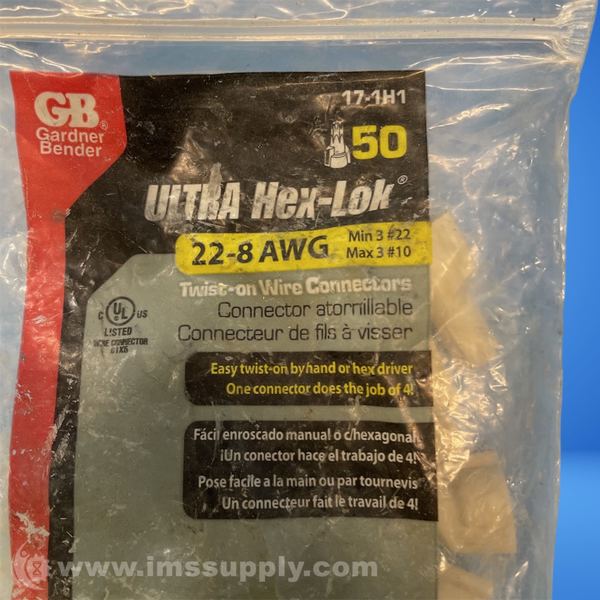 17-1H1
GB®
Gardner
Bender
50
ULTRA Hex-Lok®
22-8 AWG
Min 3 #22
Max 3 #10
Twist-on Wire Connectors
Connector atornillable
Connecteur de fils à visser
C UL US
LISTED
WIRE CONNECTOR
Easy twist-on by hand or hex driver
One connector does the job of 4!
Fácil enroscado manual o c/hexagonal
¡Un conector hace el trabajo de 4!
Pose facile a la main ou par tournevis
Un connecteur fait le travail de 4!
www.imssupply.com